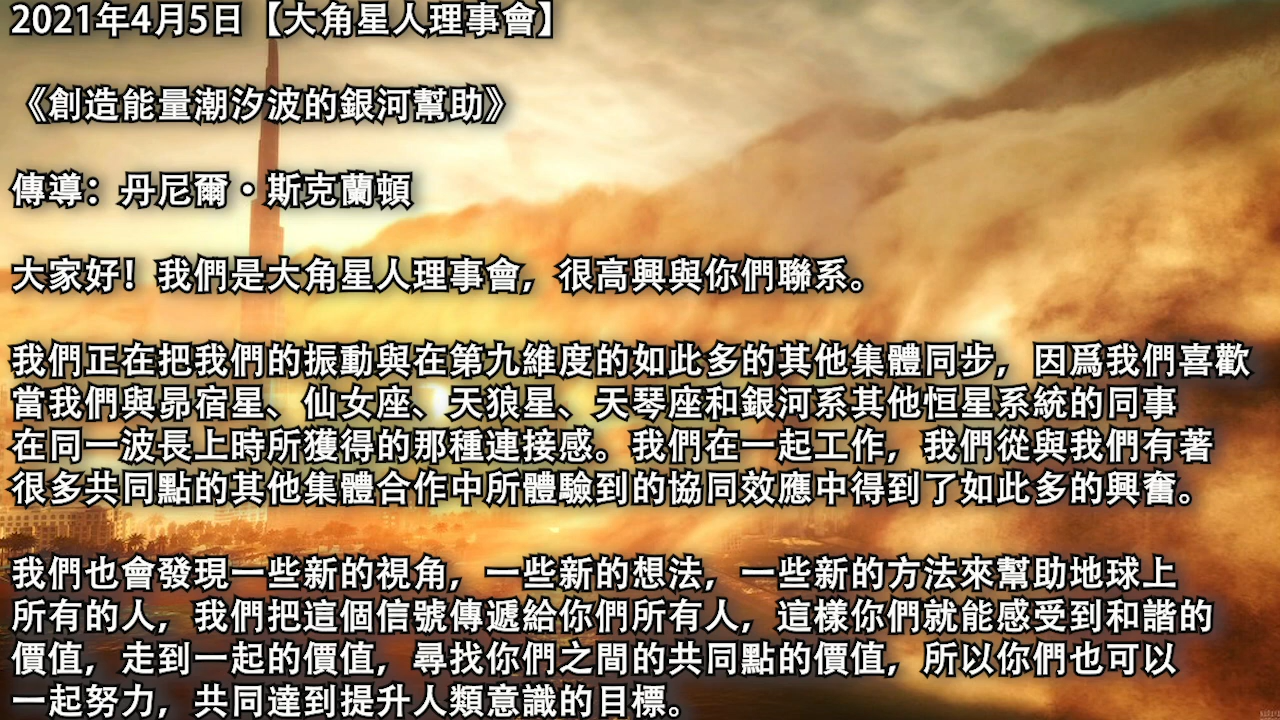 2021年4月5日【大角星人理事會】
《創造能量潮汐波的銀河幫助》
傳導：丹尼爾·斯克蘭頓
大家好！我們是大角星人理事會，很高興與你們聯系。
我們正在把我們的振動與在第九維度的如此多的其他集體同步，因爲我們喜歡
當我們與昴宿星、仙女座、天狼星、天琴座和銀河系其他恒星系統的同事
在同一波長上時所獲得的那種連接感。我們在一起工作，我們從與我們有著
很多共同點的其他集體合作中所體驗到的協同效應中得到了如此多的興奮。
我們也會發現一些新的視角，一些新的想法，一些新的方法來幫助地球上
所有的人，我們把這個信號傳遞給你們所有人，這樣你們就能感受到和諧的
價值，走到一起的價值，尋找你們之間的共同點的價值，所以你們也可以
一起努力，共同達到提升人類意識的目標。